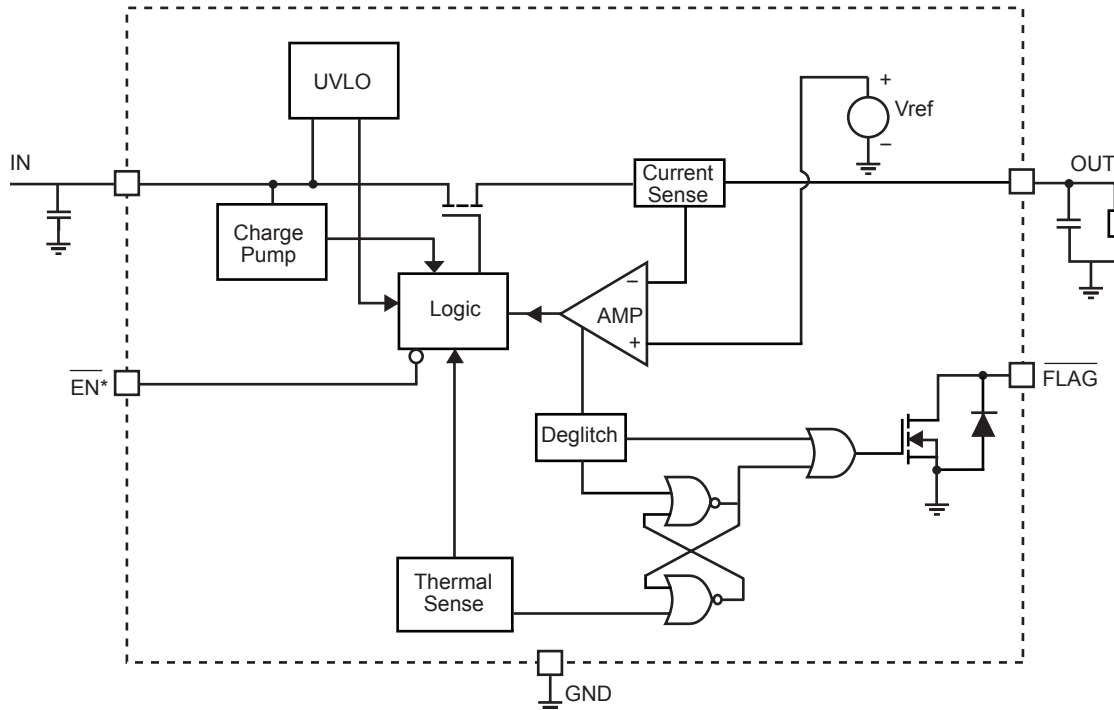 UVLO
+
Vref
−
IN
OUT
Current
Sense
Charge
Pump
Logic
−
AMP
+
EN*
FLAG
Deglitch
Thermal
Sense
GND